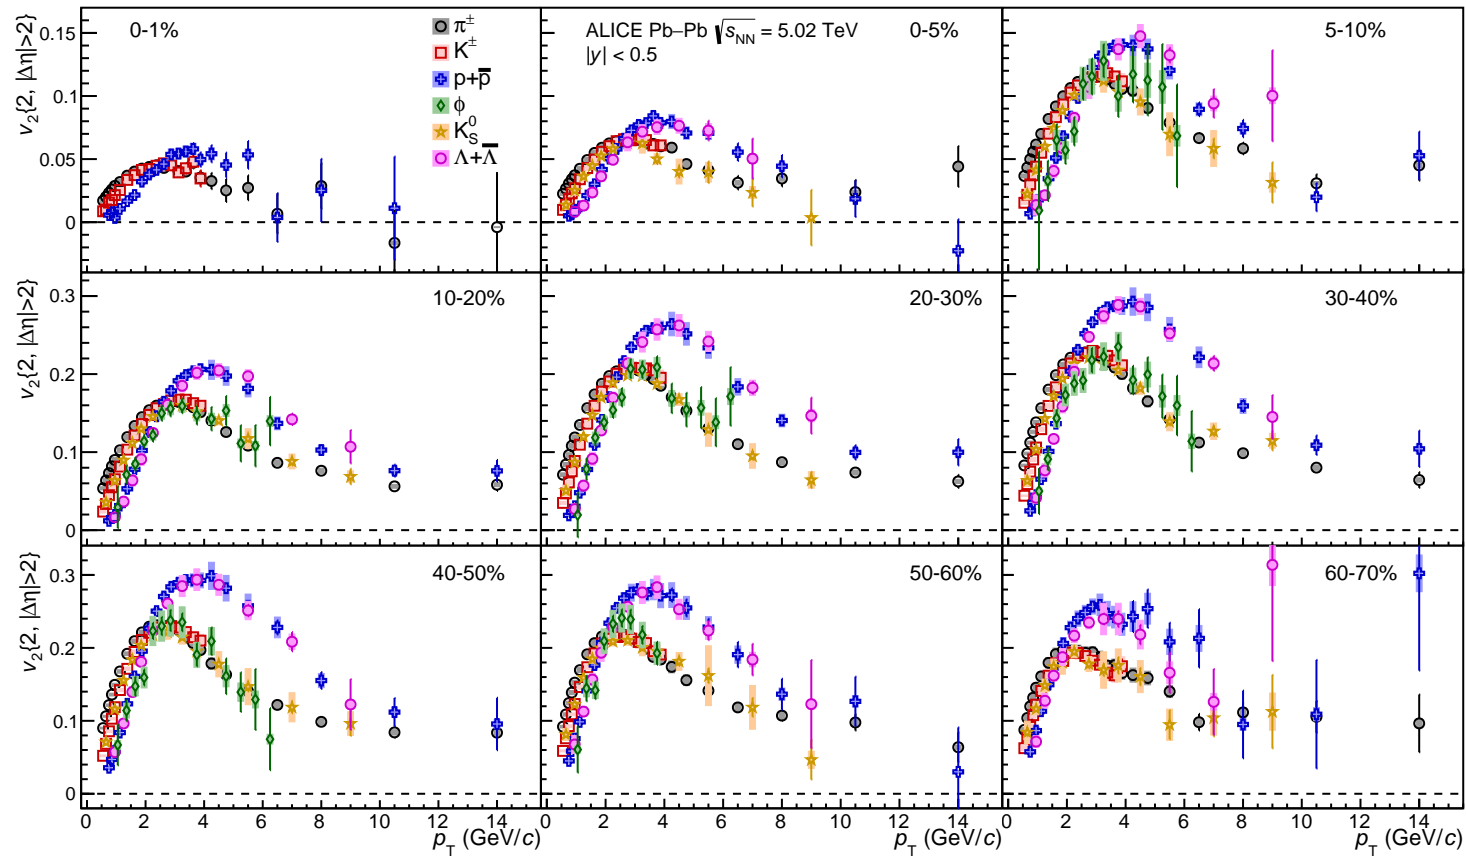 0-1%
π±
K±
p+p̅
ϕ
K⁰S
Λ+Λ̅
ALICE Pb–Pb √sNN = 5.02 TeV
|y| < 0.5
0-5%
5-10%
v2{2, |Δη|>2}
0.15
0.1
0.05
0
10-20%
20-30%
30-40%
v2{2, |Δη|>2}
0.3
0.2
0.1
0
40-50%
50-60%
60-70%
v2{2, |Δη|>2}
0.3
0.2
0.1
0
0 2 4 6 8 10 12 14
pT (GeV/c)
0 2 4 6 8 10 12 14
pT (GeV/c)
0 2 4 6 8 10 12 14
pT (GeV/c)